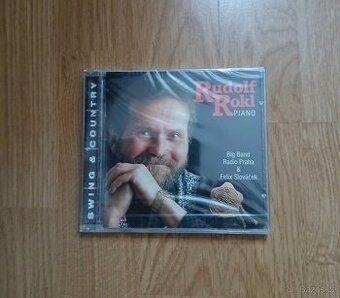 SWING & COUNTRY
Rudolf
Rokl
PIANO
Big Band
Radio Praha
& Felix Slováček